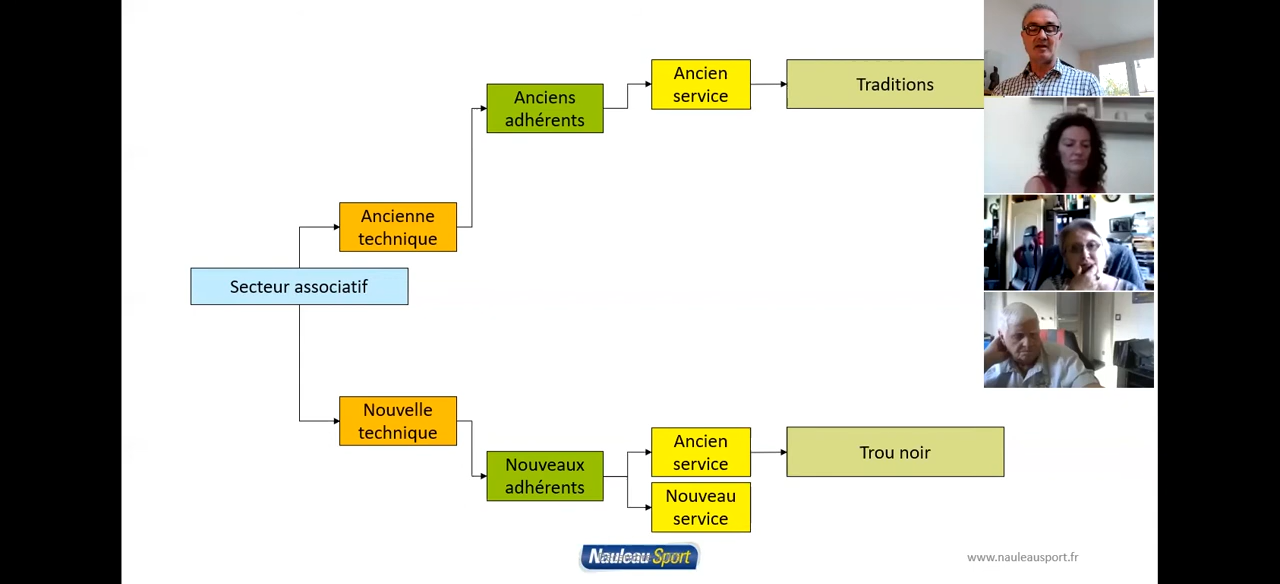 Ancien
service
Traditions
Anciens
adhérents
Ancienne
technique
Secteur associatif
Nouvelle
technique
Ancien
service
Trou noir
Nouveaux
adhérents
Nouveau
service
Nauleau Sport
www.nauleausport.fr